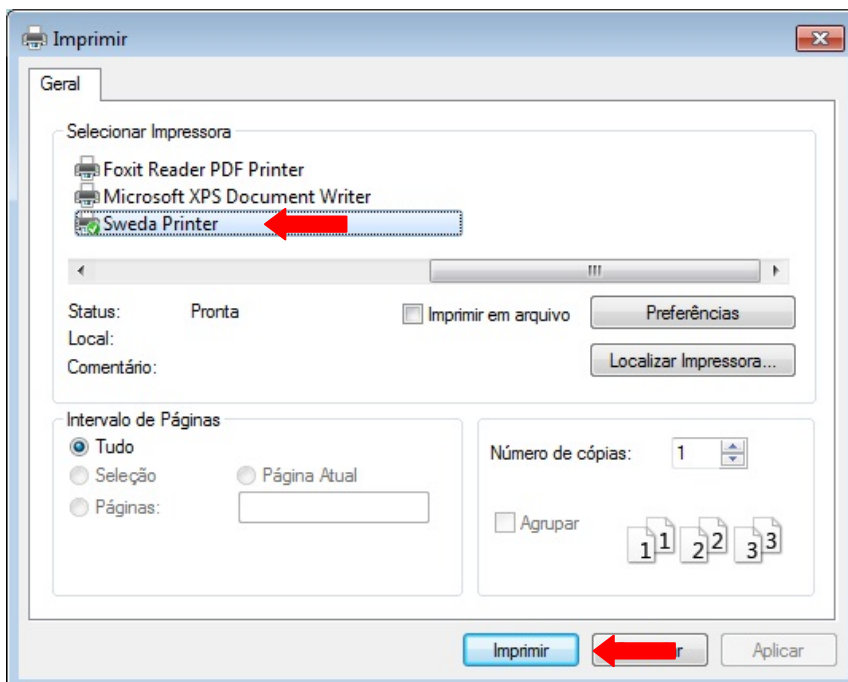 Imprimir
Geral
Selecionar Impressora
Foxit Reader PDF Printer
Microsoft XPS Document Writer
Sweda Printer
Status: Pronta
Imprimir em arquivo
Preferências
Local:
Localizar Impressora...
Comentário:
Intervalo de Páginas
Tudo
Seleção
Página Atual
Páginas:
Número de cópias: 1
Agrupar
1 1 2 2 3 3
Imprimir
Aplicar